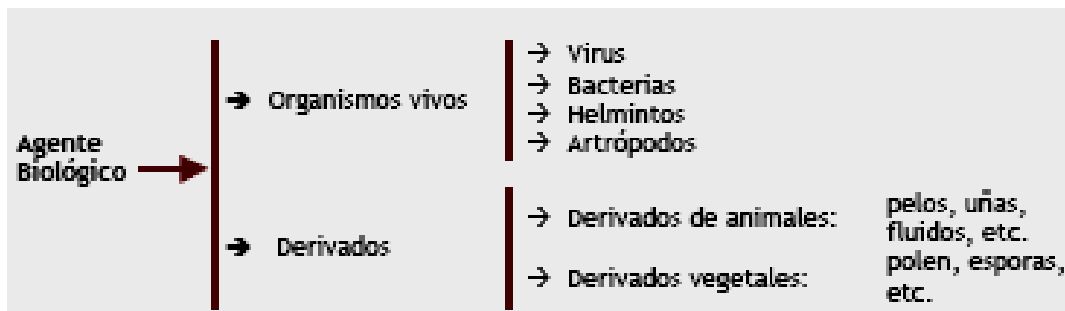 Agente
Biológico
→ Organismos vivos
→ Virus
→ Bacterias
→ Helmintos
→ Artrópodos
→ Derivados
→ Derivados de animales: pelos, uñas,
fluidos, etc.
→ Derivados vegetales: polen, esporas,
etc.